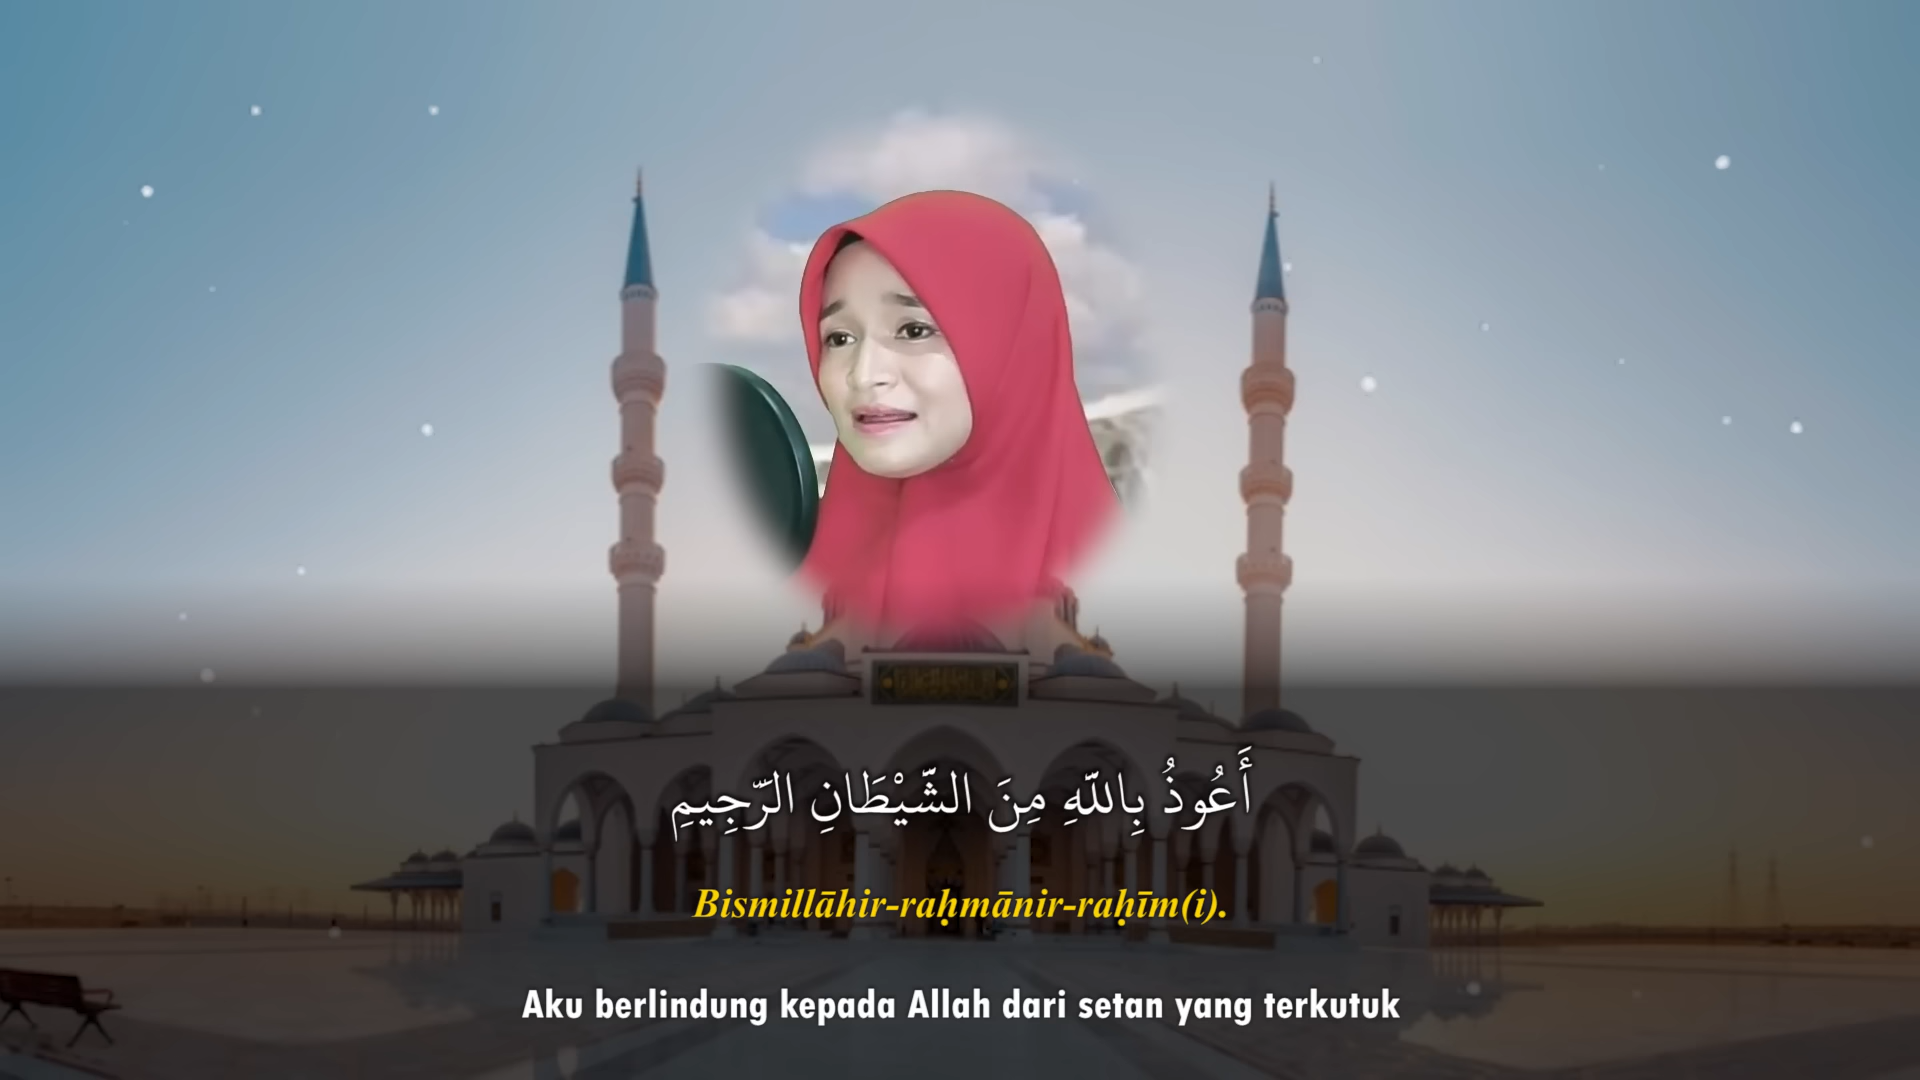 أَعُوذُ بِاللّٰهِ مِنَ الشَّيْطَانِ الرَّجِيمِ
Bismillāhir-raḥmānir-raḥīm(i).
Aku berlindung kepada Allah dari setan yang terkutuk